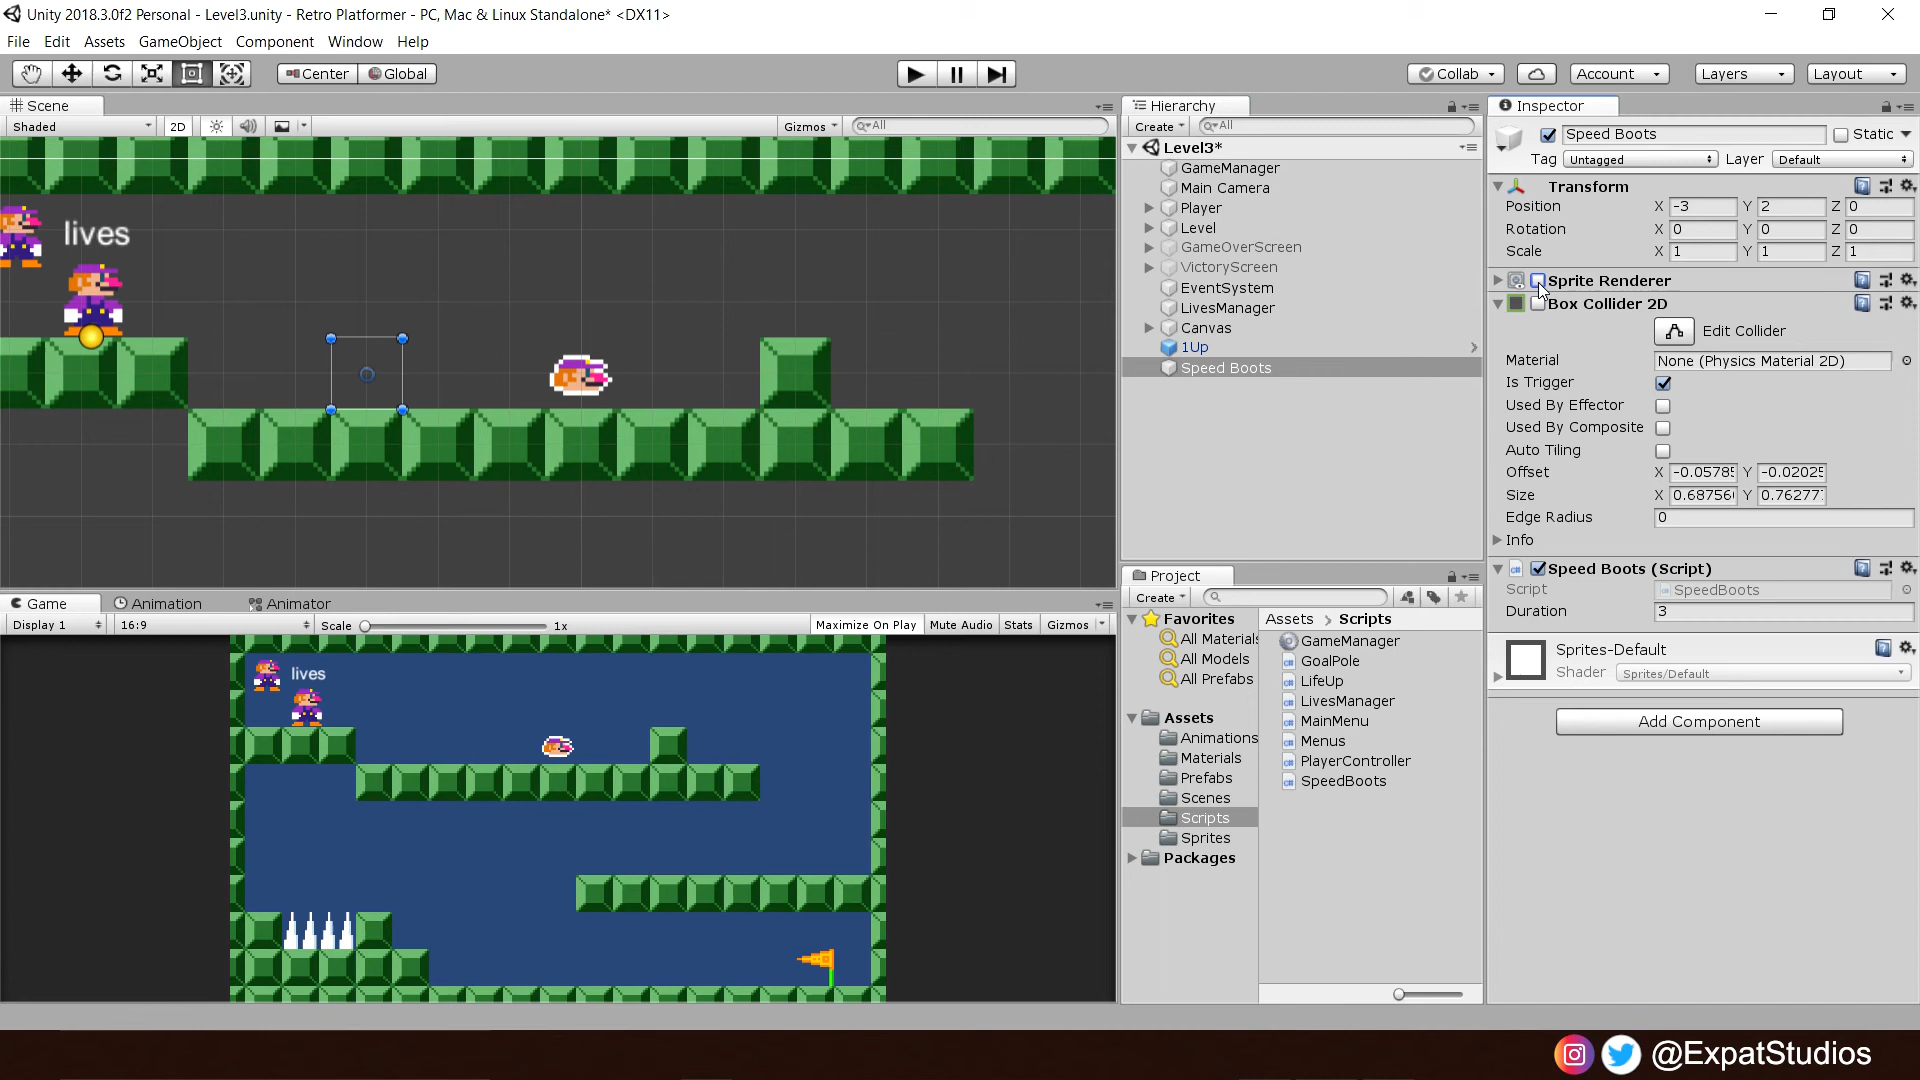 Unity 2018.3.0f2 Personal - Level3.unity - Retro Platformer - PC, Mac & Linux Standalone* <DX11>
File Edit Assets GameObject Component Window Help
Center Global Collab Account Layers Layout
Scene
Shaded 2D Gizmos All
lives
Game Animation Animator
Display 1 16:9 Scale 1x Maximize On Play Mute Audio Stats Gizmos
lives
Hierarchy
Create All
Level3*
GameManager
Main Camera
Player
Level
GameOverScreen
VictoryScreen
EventSystem
LivesManager
Canvas
1Up
Speed Boots
Project
Create
Favorites
All Materials
All Models
All Prefabs
Assets
Animations
Materials
Prefabs
Scenes
Scripts
Sprites
Packages
Assets > Scripts
GameManager
GoalPole
LifeUp
LivesManager
MainMenu
Menus
PlayerController
SpeedBoots
Inspector
Speed Boots Static
Tag Untagged Layer Default
Transform
Position X -3 Y 2 Z 0
Rotation X 0 Y 0 Z 0
Scale X 1 Y 1 Z 1
Sprite Renderer
Box Collider 2D
Edit Collider
Material None (Physics Material 2D)
Is Trigger
Used By Effector
Used By Composite
Auto Tiling
Offset X -0.0578 Y -0.0202
Size X 0.6875 Y 0.76277
Edge Radius 0
Info
Speed Boots (Script)
Script SpeedBoots
Duration 3
Sprites-Default
Shader Sprites/Default
Add Component
@ExpatStudios